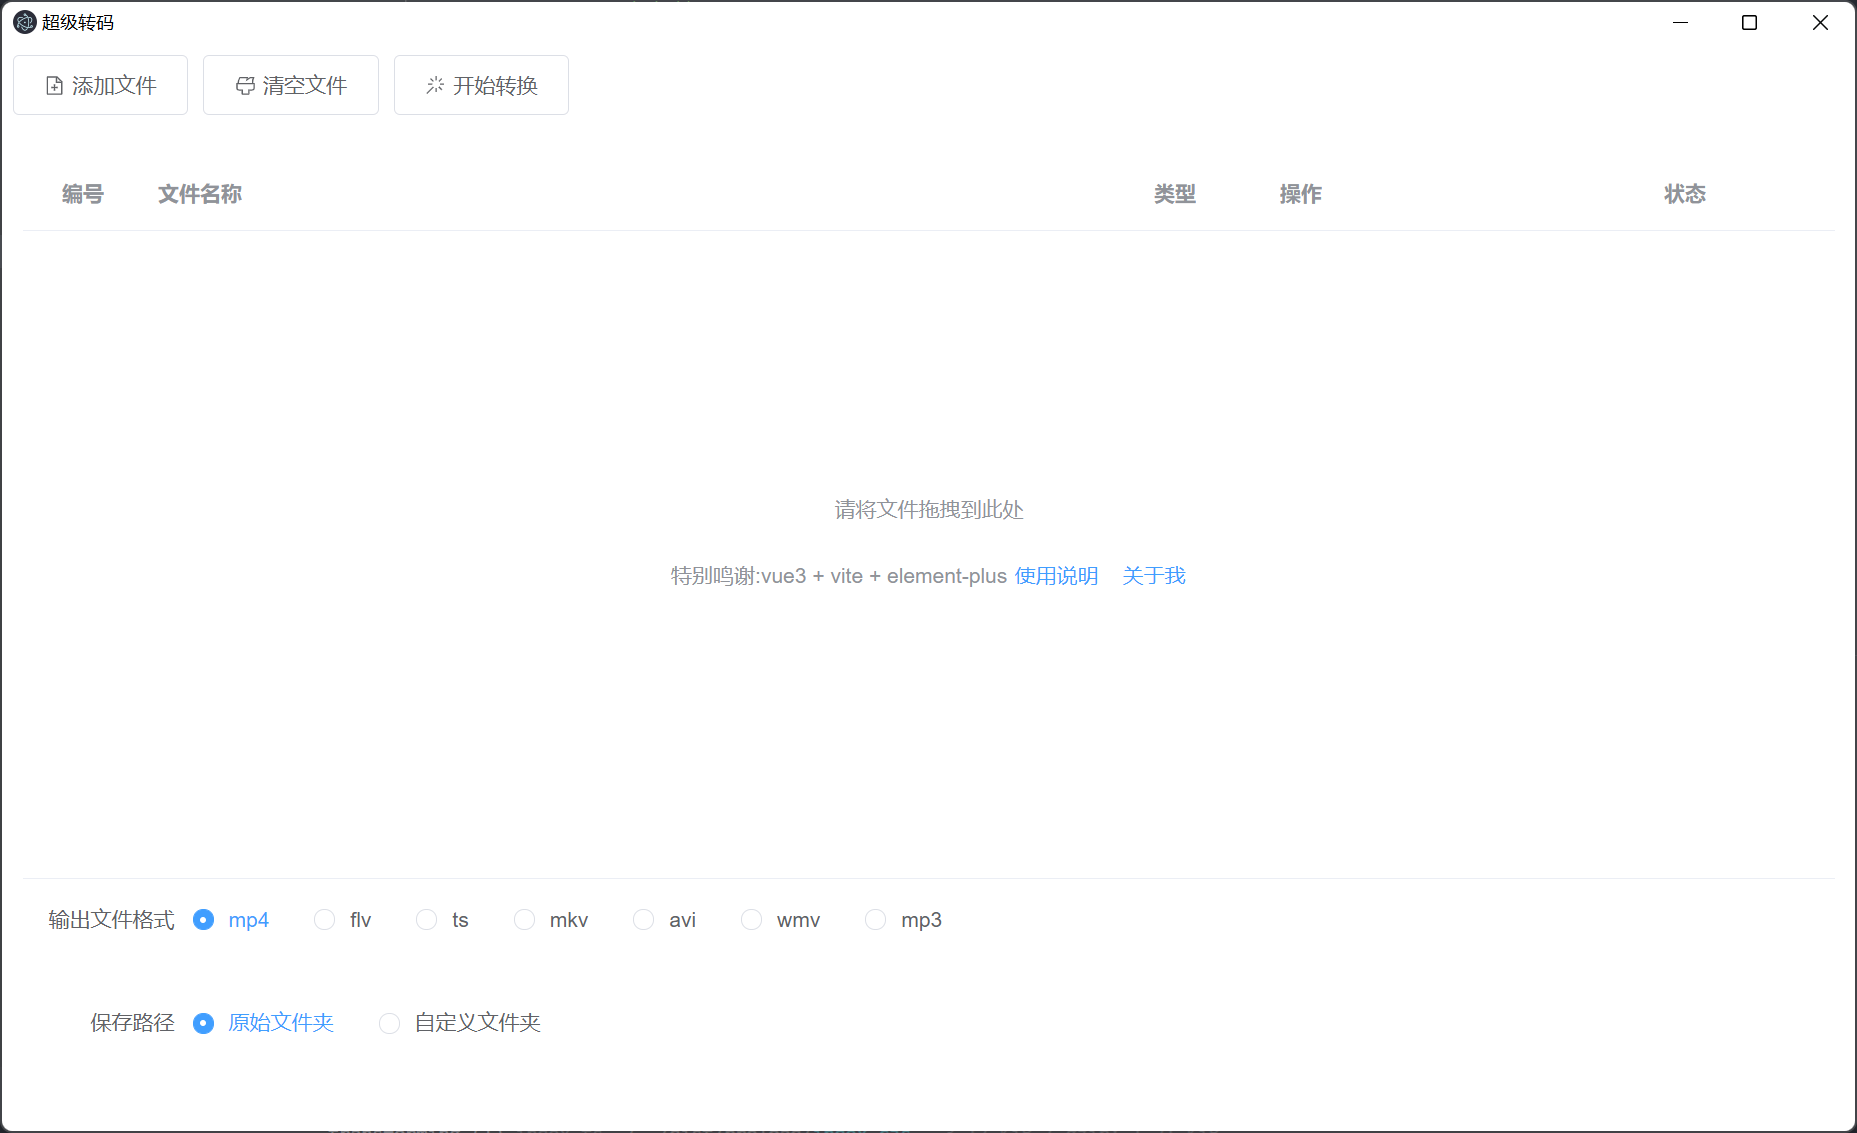 超级转码
添加文件 清空文件 开始转换
编号 文件名称 类型 操作 状态
请将文件拖拽到此处
特别鸣谢:vue3 + vite + element-plus 使用说明 关于我
输出文件格式 mp4 flv ts mkv avi wmv mp3
保存路径 原始文件夹 自定义文件夹